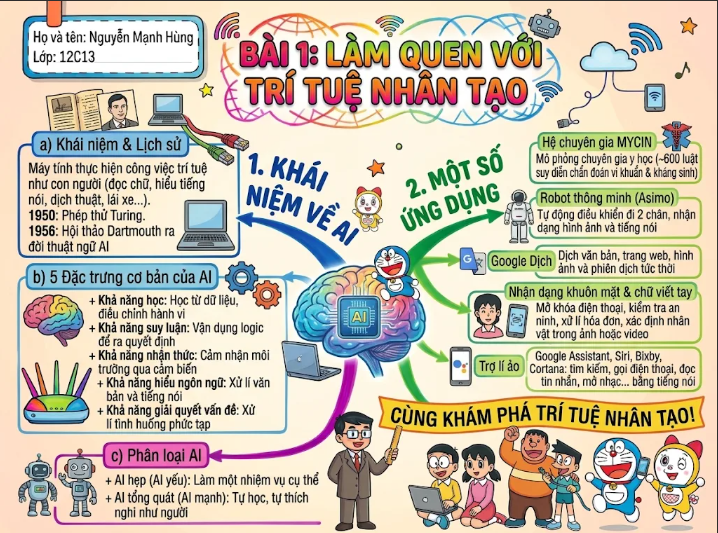 Họ và tên: Nguyễn Mạnh Hùng
Lớp: 12C13
BÀI 1: LÀM QUEN VỚI
TRÍ TUỆ NHÂN TẠO
1. KHÁI
NIỆM VỀ AI
a) Khái niệm & Lịch sử
Máy tính thực hiện công việc trí tuệ
như con người (đọc chữ, hiểu tiếng
nói, dịch thuật, lái xe...).
1950: Phép thử Turing.
1956: Hội thảo Dartmouth ra
đời thuật ngữ AI
b) 5 Đặc trưng cơ bản của AI
+ Khả năng học: Học từ dữ liệu,
điều chỉnh hành vi
+ Khả năng suy luận: Vận dụng logic
để ra quyết định
+ Khả năng nhận thức: Cảm nhận môi
trường qua cảm biến
+ Khả năng hiểu ngôn ngữ: Xử lí văn
bản và tiếng nói
+ Khả năng giải quyết vấn đề: Xử
lí tình huống phức tạp
c) Phân loại AI
+ AI hẹp (AI yếu): Làm một nhiệm vụ cụ thể
+ AI tổng quát (AI mạnh): Tự học, tự thích
nghi như người
AI
2. MỘT SỐ
ỨNG DỤNG
Hệ chuyên gia MYCIN
Mô phỏng chuyên gia y học (~600 luật
suy diễn chẩn đoán vi khuẩn & kháng sinh)
Robot thông minh (Asimo)
Tự động điều khiển đi 2 chân, nhận
dạng hình ảnh và tiếng nói
G
Google Dịch
Dịch văn bản, trang web, hình
ảnh và phiên dịch tức thời
Nhận dạng khuôn mặt & chữ viết tay
Mở khóa điện thoại, kiểm tra an
ninh, xử lí hóa đơn, xác định nhân
vật trong ảnh hoặc video
Trợ lí ảo
Google Assistant, Siri, Bixby,
Cortana: tìm kiếm, gọi điện thoại, đọc
tin nhắn, mở nhạc... bằng tiếng nói
CÙNG KHÁM PHÁ TRÍ TUỆ NHÂN TẠO!